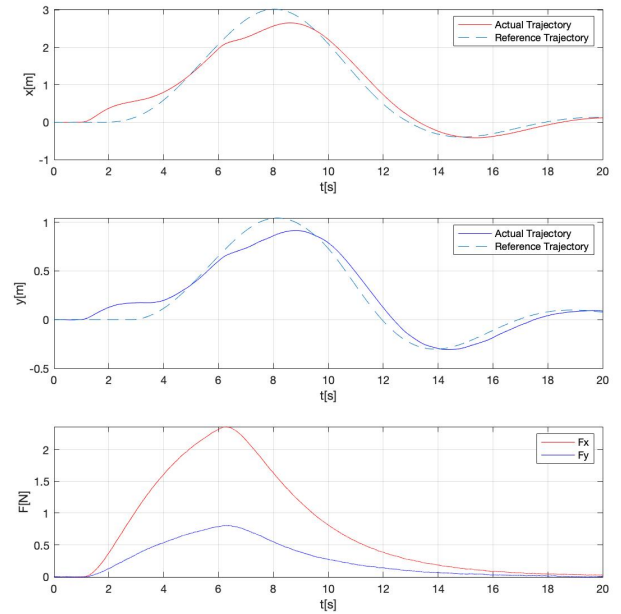 3
2
1
0
-1
x[m]
Actual Trajectory
Reference Trajectory
0 2 4 6 8 10 12 14 16 18 20
t[s]
1
0.5
0
-0.5
y[m]
Actual Trajectory
Reference Trajectory
0 2 4 6 8 10 12 14 16 18 20
t[s]
2
1.5
1
0.5
0
F[N]
Fx
Fy
0 2 4 6 8 10 12 14 16 18 20
t[s]